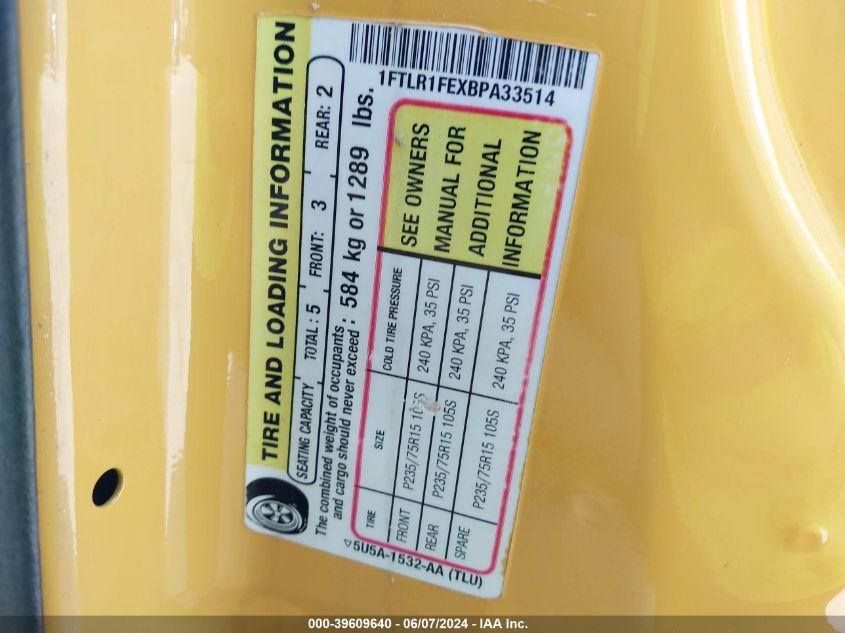 TIRE AND LOADING INFORMATION
SEATING CAPACITY TOTAL: 5 FRONT: 3 REAR: 2
The combined weight of occupants
and cargo should never exceed: 584 kg or 1289 lbs.
TIRE SIZE COLD TIRE PRESSURE
FRONT P235/75R15 105S 240 KPA, 35 PSI
REAR P235/75R15 105S 240 KPA, 35 PSI
SPARE P235/75R15 105S 240 KPA, 35 PSI
SEE OWNERS
MANUAL FOR
ADDITIONAL
INFORMATION
5U5A-1532-AA (TLU)
1FTLR1FEXBPA33514
000-39609640 - 06/07/2024 - IAA Inc.